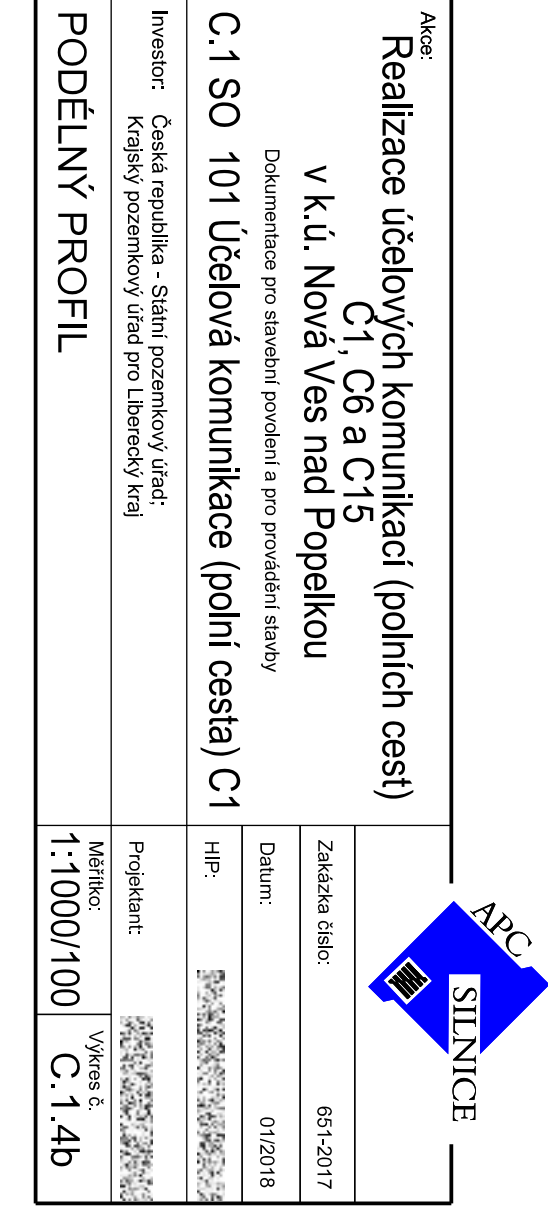 Akce:
Realizace účelových komunikací (polních cest)
C1, C6 a C15
v k.ú. Nová Ves nad Popelkou
Dokumentace pro stavební povolení a pro provádění stavby
C.1 SO 101 Účelová komunikace (polní cesta) C1
Investor: Česká republika - Státní pozemkový úřad;
Krajský pozemkový úřad pro Liberecký kraj
PODÉLNÝ PROFIL
APC
SILNICE
Zakázka číslo: 651-2017
Datum: 01/2018
HIP:
Projektant:
Měřítko:
1:1000/100
Výkres č.
C.1.4b